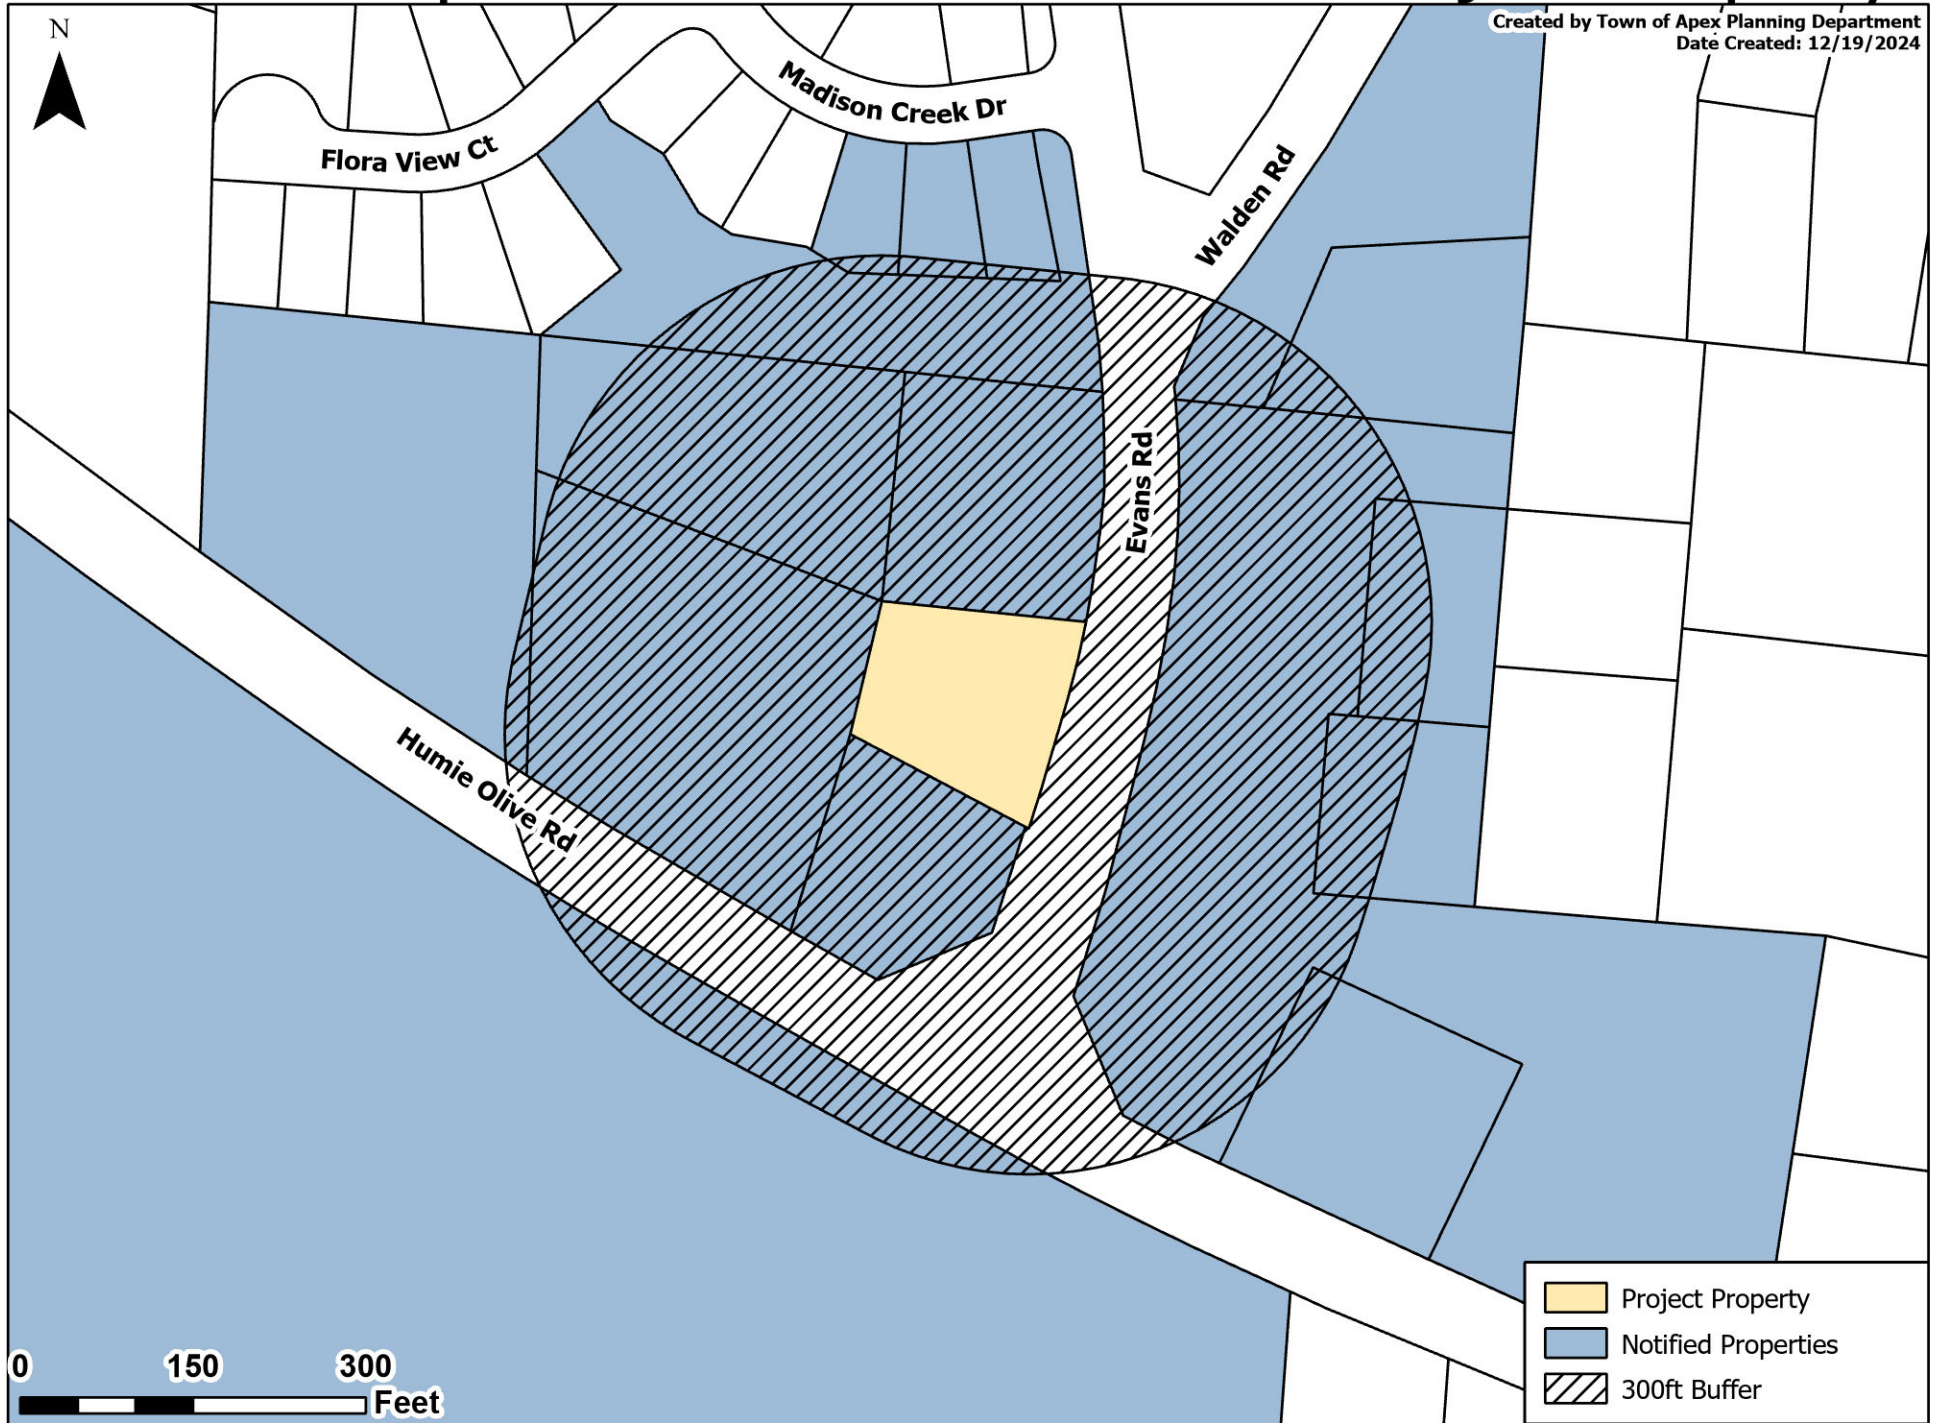 Created by Town of Apex Planning Department
Date Created: 12/19/2024
N
Madison Creek Dr
Flora View Ct
Walden Rd
Evans Rd
Humie Olive Rd
Project Property
Notified Properties
300ft Buffer
0 150 300
Feet